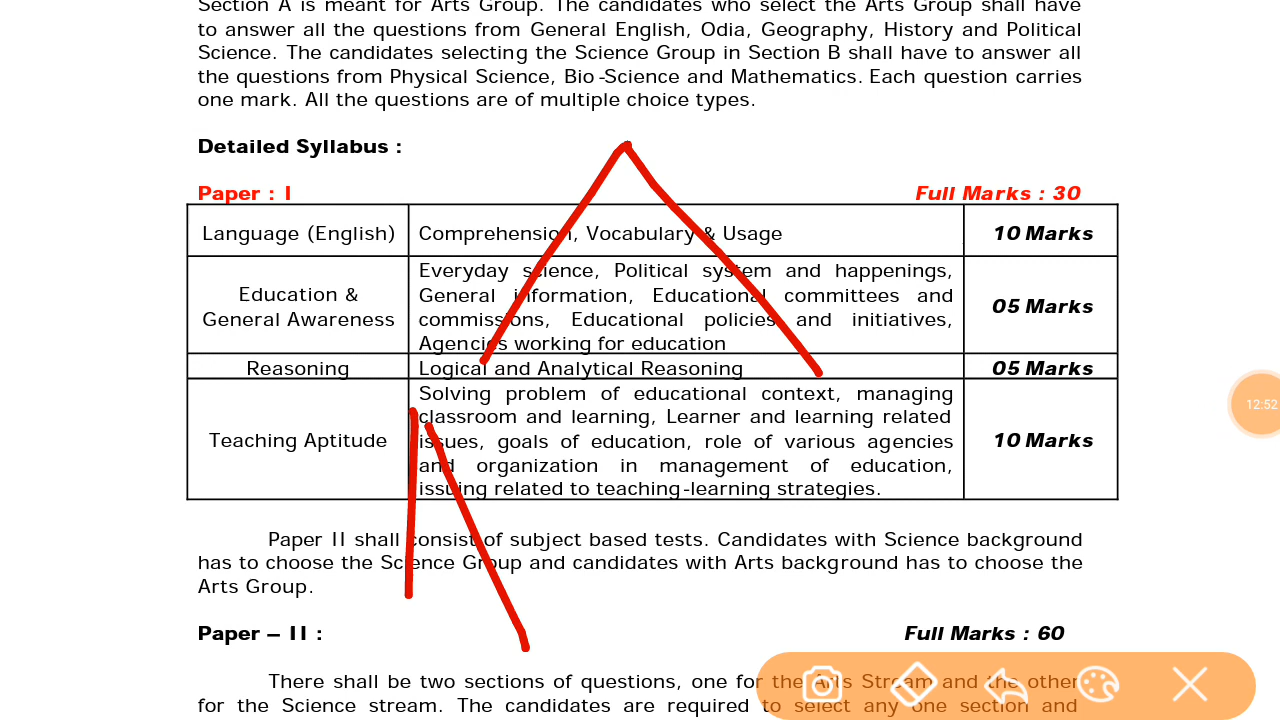 Section A is meant for Arts Group. The candidates who select the Arts Group shall have
to answer all the questions from General English, Odia, Geography, History and Political
Science. The candidates selecting the Science Group in Section B shall have to answer all
the questions from Physical Science, Bio-Science and Mathematics. Each question carries
one mark. All the questions are of multiple choice types.
Detailed Syllabus :
Paper : I Full Marks : 30
Language (English) Comprehension, Vocabulary & Usage 10 Marks
Education &
General Awareness
Everyday science, Political system and happenings,
General information, Educational committees and
commissions, Educational policies and initiatives,
Agencies working for education
05 Marks
Reasoning Logical and Analytical Reasoning 05 Marks
Teaching Aptitude
Solving problem of educational context, managing
classroom and learning, Learner and learning related
issues, goals of education, role of various agencies
and organization in management of education,
issuing related to teaching-learning strategies.
10 Marks
Paper II shall consist of subject based tests. Candidates with Science background
has to choose the Science Group and candidates with Arts background has to choose the
Arts Group.
Paper – II : Full Marks : 60
There shall be two sections of questions, one for the Arts Stream and the other
for the Science stream. The candidates are required to select any one section and
12:52